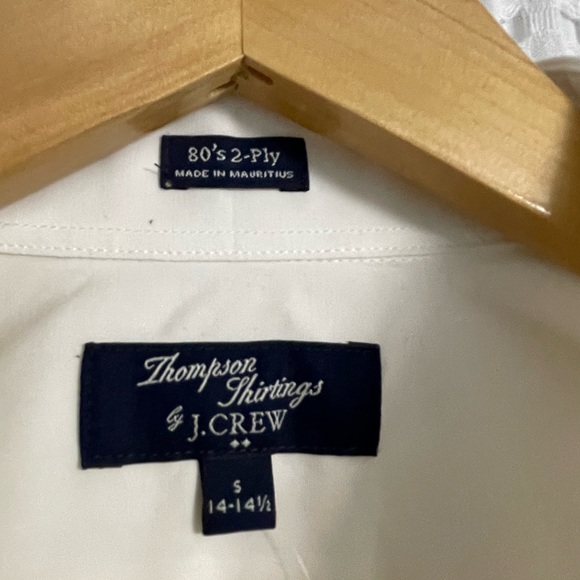 80's 2-Ply
MADE IN MAURITIUS
Thompson
Shirtings
by J.CREW
S
14-14½